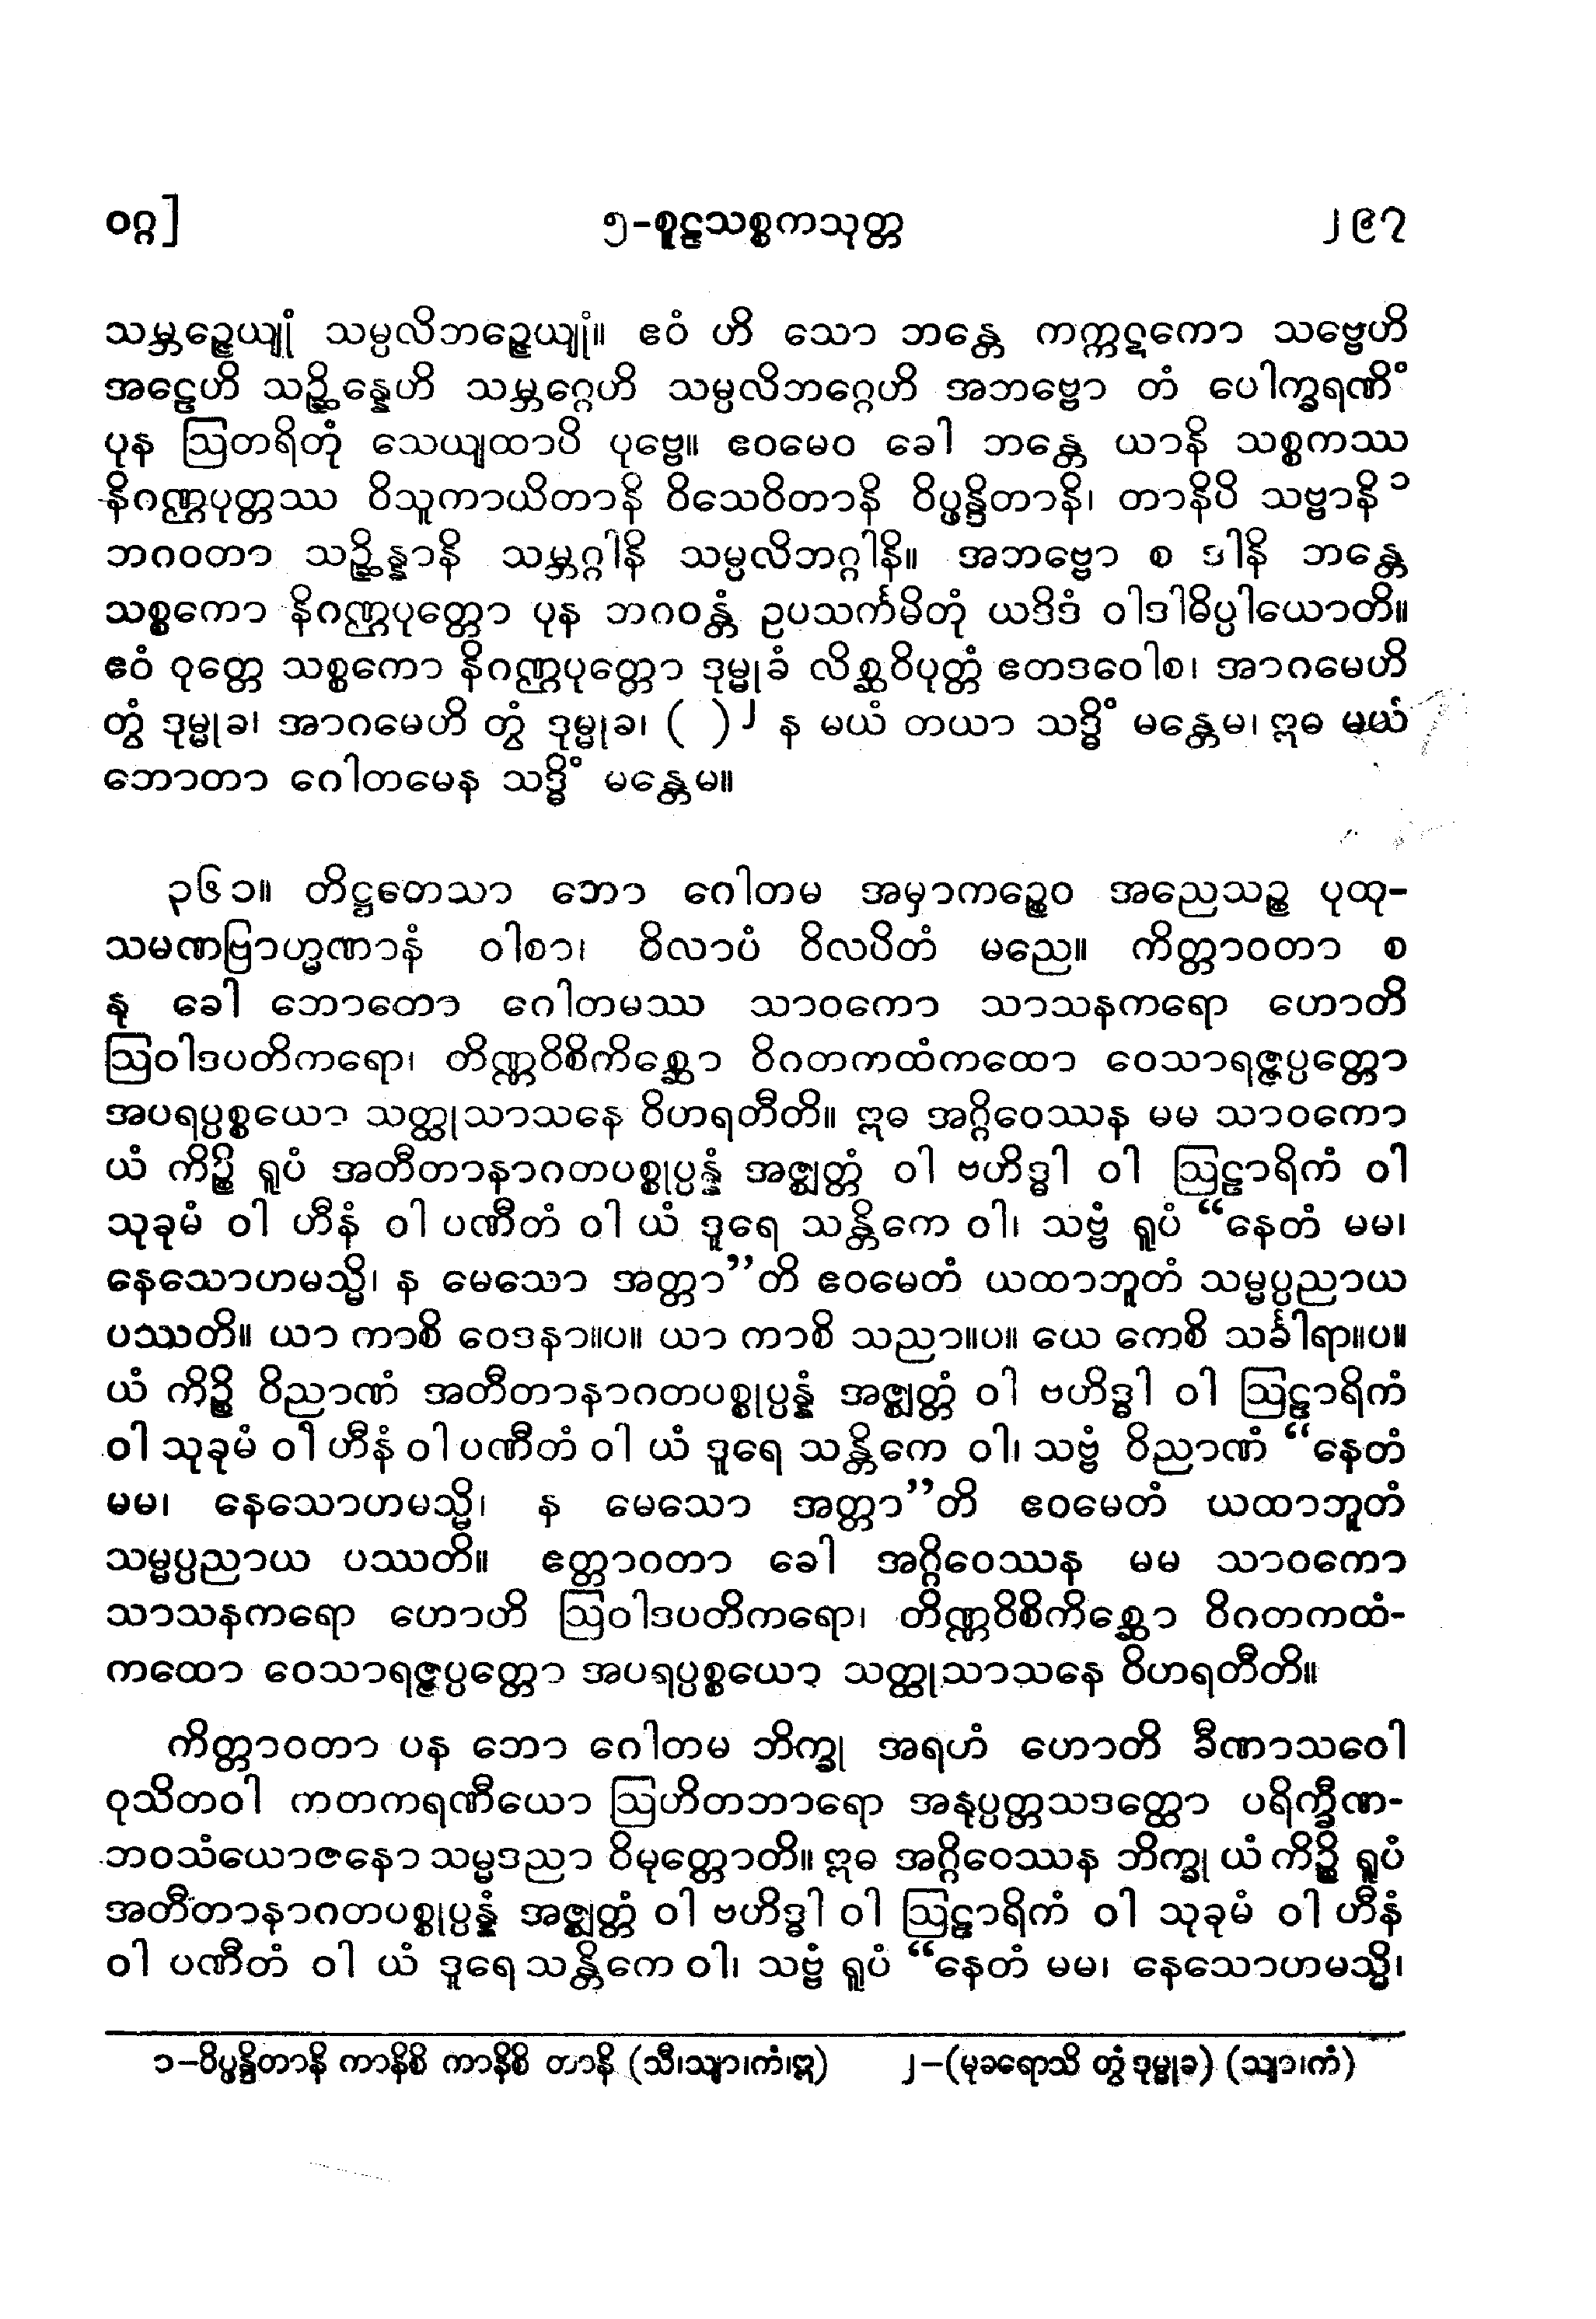 ဝဂ္ဂ] ၅-စူဠသစ္စကသုတ္တ ၂၉၇
သမ္ဘဉ္ဇေယျုံ သမ္ပလိဘဉ္ဇေယျုံ။ ဧဝံ ဟိ သော ဘန္တေ ကက္ကဋကော သဗ္ဗေဟိ
အဠေဟိ သဉ္ဆိန္နေဟိ သမ္ဘဂ္ဂေဟိ သမ္ပလိဘဂ္ဂေဟိ အဘဗ္ဗော တံ ပေါက္ခရဏိံ
ပုန ဩတရိတုံ သေယျထာပိ ပုဗ္ဗေ။ ဧဝမေဝ ခေါ ဘန္တေ ယာနိ သစ္စကဿ
နိဂဏ္ဌပုတ္တဿ ဝိသူကာယိတာနိ ဝိသေဝိတာနိ ဝိပ္ဖန္ဒိတာနိ၊ တာနိပိ သဗ္ဗာနိ ၁
ဘဂဝတာ သဉ္ဆိန္နာနိ သမ္ဘဂ္ဂါနိ သမ္ပလိဘဂ္ဂါနိ။ အဘဗ္ဗော စ ဒါနိ ဘန္တေ
သစ္စကော နိဂဏ္ဌပုတ္တော ပုန ဘဂဝန္တံ ဥပသင်္ကမိတုံ ယဒိဒံ ဝါဒါဓိပ္ပါယောတိ။
ဧဝံ ဝုတ္တေ သစ္စကော နိဂဏ္ဌပုတ္တော ဒုမ္မုခံ လိစ္ဆဝိပုတ္တံ ဧတဒဝေါစ၊ အာဂမေဟိ
တွံ ဒုမ္မုခ၊ အာဂမေဟိ တွံ ဒုမ္မုခ၊ ( )၂ န မယံ တယာ သဒ္ဓိံ မန္တေမ၊ ဣဓ မယံ
ဘောတာ ဂေါတမေန သဒ္ဓိံ မန္တေမ။
၃၆၁။ တိဋ္ဌတေသာ ဘော ဂေါတမ အမှာကဉ္စေဝ အညေသဉ္စ ပုထု-
သမဏဗြာဟ္မဏာနံ ဝါစာ၊ ဝိလာပံ ဝိလပိတံ မညေ။ ကိတ္တာဝတာ စ
နု ခေါ ဘောတော ဂေါတမဿ သာဝကော သာသနကရော ဟောတိ
ဩဝါဒပတိကရော၊ တိဏ္ဏဝိစိကိစ္ဆော ဝိဂတကထံကထော ဝေသာရဇ္ဇပ္ပတ္တော
အပရပ္ပစ္စယော သတ္ထုသာသနေ ဝိဟရတီတိ။ ဣဓ အဂ္ဂိဝေဿန မမ သာဝကော
ယံ ကိဉ္စိ ရူပံ အတီတာနာဂတပစ္စုပ္ပန္နံ အဇ္ဈတ္တံ ဝါ ဗဟိဒ္ဓါ ဝါ ဩဠာရိကံ ဝါ
သုခုမံ ဝါ ဟီနံ ဝါ ပဏီတံ ဝါ ယံ ဒူရေ သန္တိကေ ဝါ၊ သဗ္ဗံ ရူပံ “နေတံ မမ၊
နေသောဟမသ္မိ၊ န မေသော အတ္တာ”တိ ဧဝမေတံ ယထာဘူတံ သမ္မပ္ပညာယ
ပဿတိ။ ယာ ကာစိ ဝေဒနာ။ပ။ ယာ ကာစိ သညာ။ပ။ ယေ ကေစိ သင်္ခါရာ။ပ။
ယံ ကိဉ္စိ ဝိညာဏံ အတီတာနာဂတပစ္စုပ္ပန္နံ အဇ္ဈတ္တံ ဝါ ဗဟိဒ္ဓါ ဝါ ဩဠာရိကံ
ဝါ သုခုမံ ဝါ ဟီနံ ဝါ ပဏီတံ ဝါ ယံ ဒူရေ သန္တိကေ ဝါ၊ သဗ္ဗံ ဝိညာဏံ “နေတံ
မမ၊ နေသောဟမသ္မိ၊ န မေသော အတ္တာ”တိ ဧဝမေတံ ယထာဘူတံ
သမ္မပ္ပညာယ ပဿတိ။ ဧတ္တာဝတာ ခေါ အဂ္ဂိဝေဿန မမ သာဝကော
သာသနကရော ဟောဟိ ဩဝါဒပတိကရော၊ တိဏ္ဏဝိစိကိစ္ဆော ဝိဂတကထံ-
ကထော ဝေသာရဇ္ဇပ္ပတ္တော အပရပ္ပစ္စယော သတ္ထုသာသနေ ဝိဟရတီတိ။
ကိတ္တာဝတာ ပန ဘော ဂေါတမ ဘိက္ခု အရဟံ ဟောတိ ခီဏာသဝေါ
ဝုသိတဝါ ကတကရဏီယော ဩဟိတဘာရော အနုပ္ပတ္တသဒတ္ထော ပရိက္ခီဏ-
ဘဝသံယောဇနော သမ္မဒညာ ဝိမုတ္တောတိ။ ဣဓ အဂ္ဂိဝေဿန ဘိက္ခု ယံ ကိဉ္စိ ရူပံ
အတီတာနာဂတပစ္စုပ္ပန္နံ အဇ္ဈတ္တံ ဝါ ဗဟိဒ္ဓါ ဝါ ဩဠာရိကံ ဝါ သုခုမံ ဝါ ဟီနံ
ဝါ ပဏီတံ ဝါ ယံ ဒူရေ သန္တိကေ ဝါ၊ သဗ္ဗံ ရူပံ “နေတံ မမ၊ နေသောဟမသ္မိ၊
၁-ဝိပ္ဖန္ဒိတာနိ ကာနိစိ ကာနိစိ တာနိ (သီ၊သျာ၊ကံ၊ဣ) ၂-(မုခရောသိ တွံ ဒုမ္မုခ) (သျာ၊ကံ)